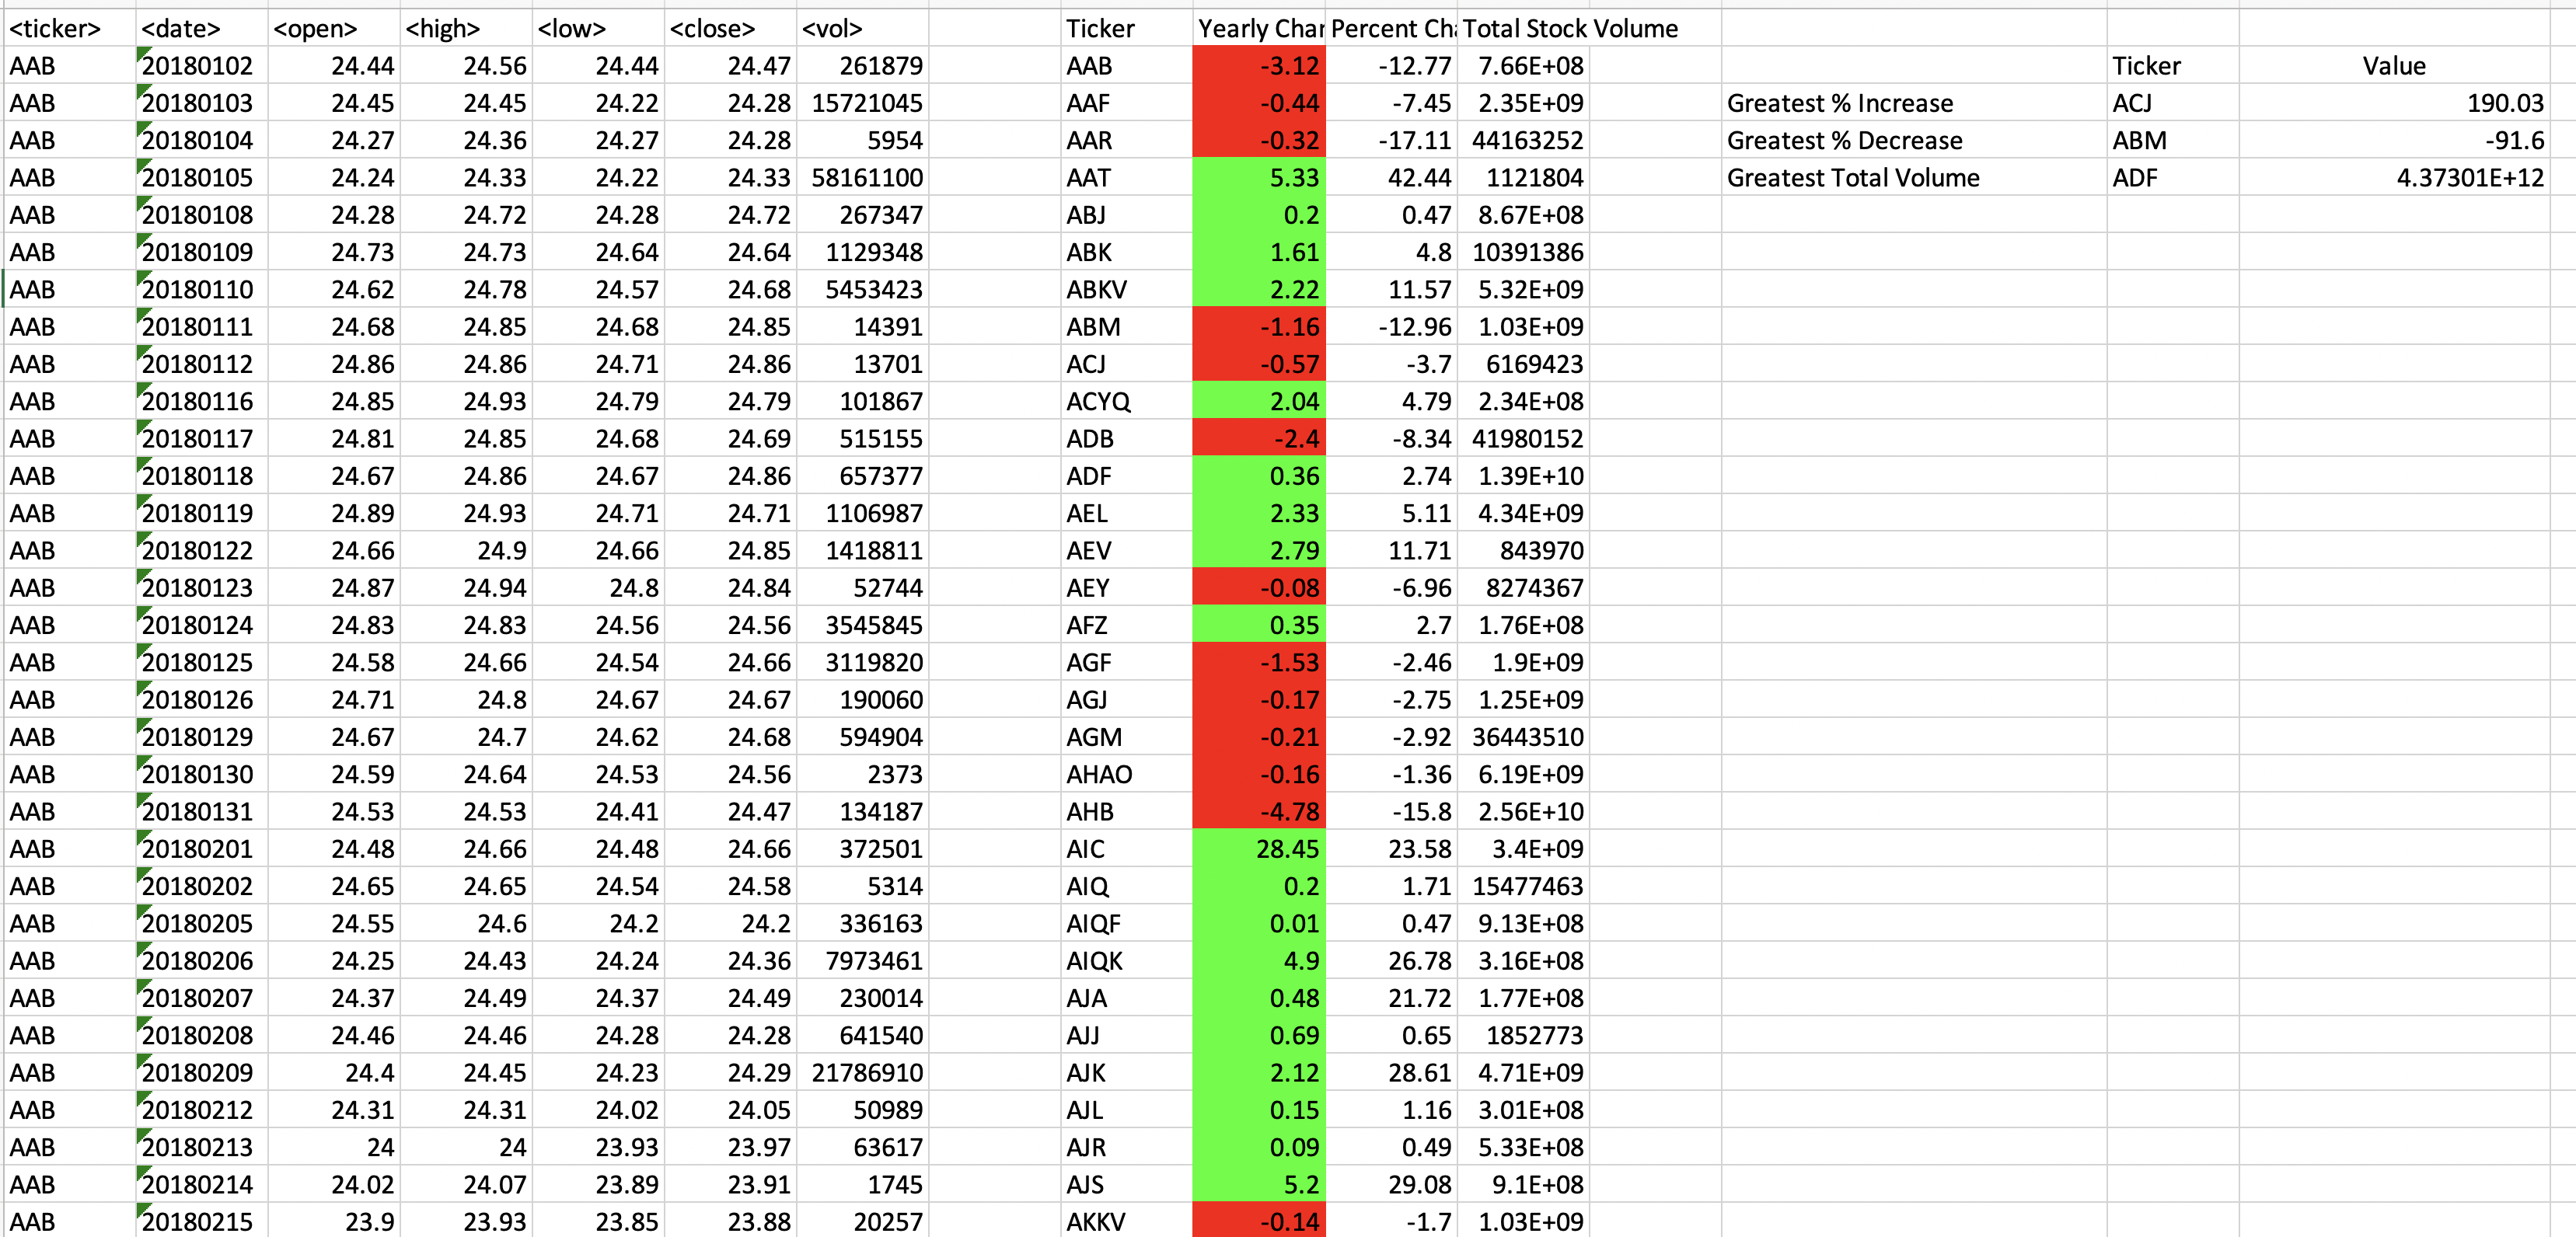 <ticker> <date> <open> <high> <low> <close> <vol> Ticker Yearly Char Percent Cha Total Stock Volume
AAB 20180102 24.44 24.56 24.44 24.47 261879 AAB -3.12 -12.77 7.66E+08 Ticker Value
AAB 20180103 24.45 24.45 24.22 24.28 15721045 AAF -0.44 -7.45 2.35E+09 Greatest % Increase ACJ 190.03
AAB 20180104 24.27 24.36 24.27 24.28 5954 AAR -0.32 -17.11 44163252 Greatest % Decrease ABM -91.6
AAB 20180105 24.24 24.33 24.22 24.33 58161100 AAT 5.33 42.44 1121804 Greatest Total Volume ADF 4.37301E+12
AAB 20180108 24.28 24.72 24.28 24.72 267347 ABJ 0.2 0.47 8.67E+08
AAB 20180109 24.73 24.73 24.64 24.64 1129348 ABK 1.61 4.8 10391386
AAB 20180110 24.62 24.78 24.57 24.68 5453423 ABKV 2.22 11.57 5.32E+09
AAB 20180111 24.68 24.85 24.68 24.85 14391 ABM -1.16 -12.96 1.03E+09
AAB 20180112 24.86 24.86 24.71 24.86 13701 ACJ -0.57 -3.7 6169423
AAB 20180116 24.85 24.93 24.79 24.79 101867 ACYQ 2.04 4.79 2.34E+08
AAB 20180117 24.81 24.85 24.68 24.69 515155 ADB -2.4 -8.34 41980152
AAB 20180118 24.67 24.86 24.67 24.86 657377 ADF 0.36 2.74 1.39E+10
AAB 20180119 24.89 24.93 24.71 24.71 1106987 AEL 2.33 5.11 4.34E+09
AAB 20180122 24.66 24.9 24.66 24.85 1418811 AEV 2.79 11.71 843970
AAB 20180123 24.87 24.94 24.8 24.84 52744 AEY -0.08 -6.96 8274367
AAB 20180124 24.83 24.83 24.56 24.56 3545845 AFZ 0.35 2.7 1.76E+08
AAB 20180125 24.58 24.66 24.54 24.66 3119820 AGF -1.53 -2.46 1.9E+09
AAB 20180126 24.71 24.8 24.67 24.67 190060 AGJ -0.17 -2.75 1.25E+09
AAB 20180129 24.67 24.7 24.62 24.68 594904 AGM -0.21 -2.92 36443510
AAB 20180130 24.59 24.64 24.53 24.56 2373 AHAO -0.16 -1.36 6.19E+09
AAB 20180131 24.53 24.53 24.41 24.47 134187 AHB -4.78 -15.8 2.56E+10
AAB 20180201 24.48 24.66 24.48 24.66 372501 AIC 28.45 23.58 3.4E+09
AAB 20180202 24.65 24.65 24.54 24.58 5314 AIQ 0.2 1.71 15477463
AAB 20180205 24.55 24.6 24.2 24.2 336163 AIQF 0.01 0.47 9.13E+08
AAB 20180206 24.25 24.43 24.24 24.36 7973461 AIQK 4.9 26.78 3.16E+08
AAB 20180207 24.37 24.49 24.37 24.49 230014 AJA 0.48 21.72 1.77E+08
AAB 20180208 24.46 24.46 24.28 24.28 641540 AJJ 0.69 0.65 1852773
AAB 20180209 24.4 24.45 24.23 24.29 21786910 AJK 2.12 28.61 4.71E+09
AAB 20180212 24.31 24.31 24.02 24.05 50989 AJL 0.15 1.16 3.01E+08
AAB 20180213 24 24 23.93 23.97 63617 AJR 0.09 0.49 5.33E+08
AAB 20180214 24.02 24.07 23.89 23.91 1745 AJS 5.2 29.08 9.1E+08
AAB 20180215 23.9 23.93 23.85 23.88 20257 AKKV -0.14 -1.7 1.03E+09